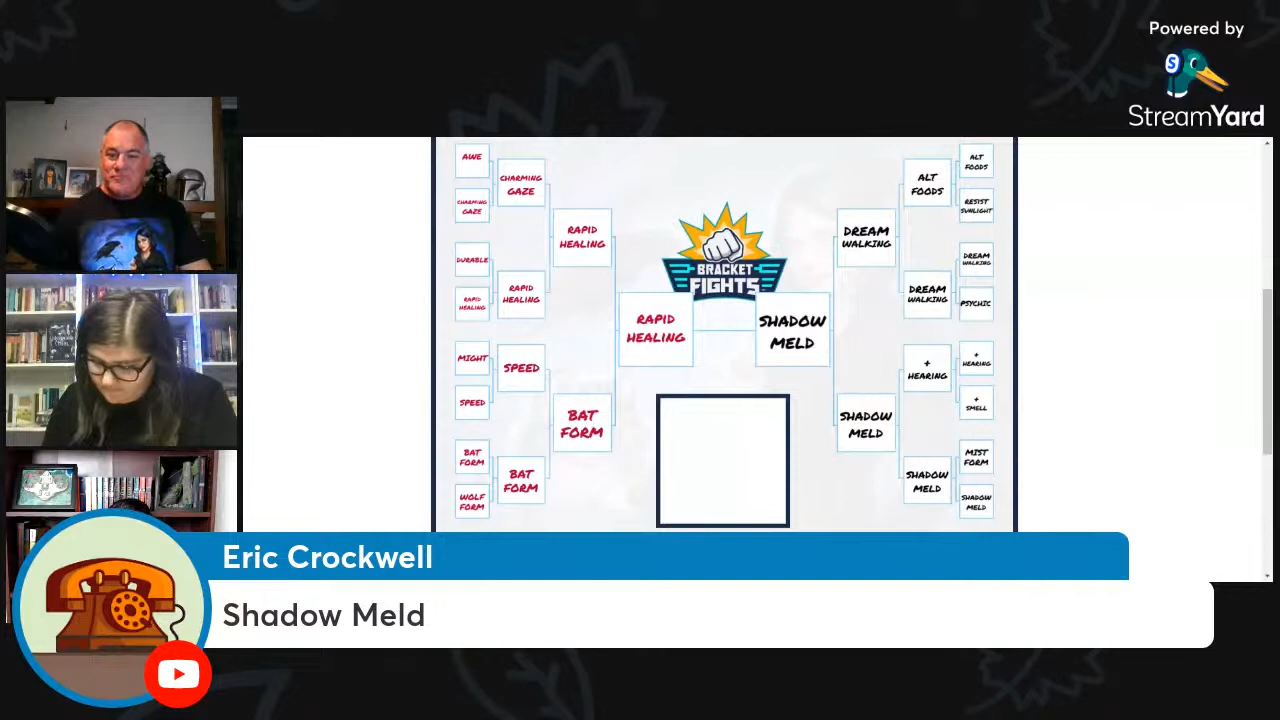 Powered by
StreamYard
AWE
CHARMING
GAZE
CHARMING
GAZE
DURABLE
RAPID
HEALING
RAPID
HEALING
RAPID
HEALING
MIGHT
SPEED
SPEED
BAT
FORM
WOLF
FORM
BAT
FORM
BAT
FORM
RAPID
HEALING
BRACKET
FIGHTS
SHADOW
MELD
DREAM
WALKING
SHADOW
MELD
ALT
FOODS
DREAM
WALKING
+
HEARING
SHADOW
MELD
ALT
FOODS
RESIST
SUNLIGHT
DREAM
WALKING
PSYCHIC
+
HEARING
+
SMELL
MIST
FORM
SHADOW
MELD
Eric Crockwell
Shadow Meld